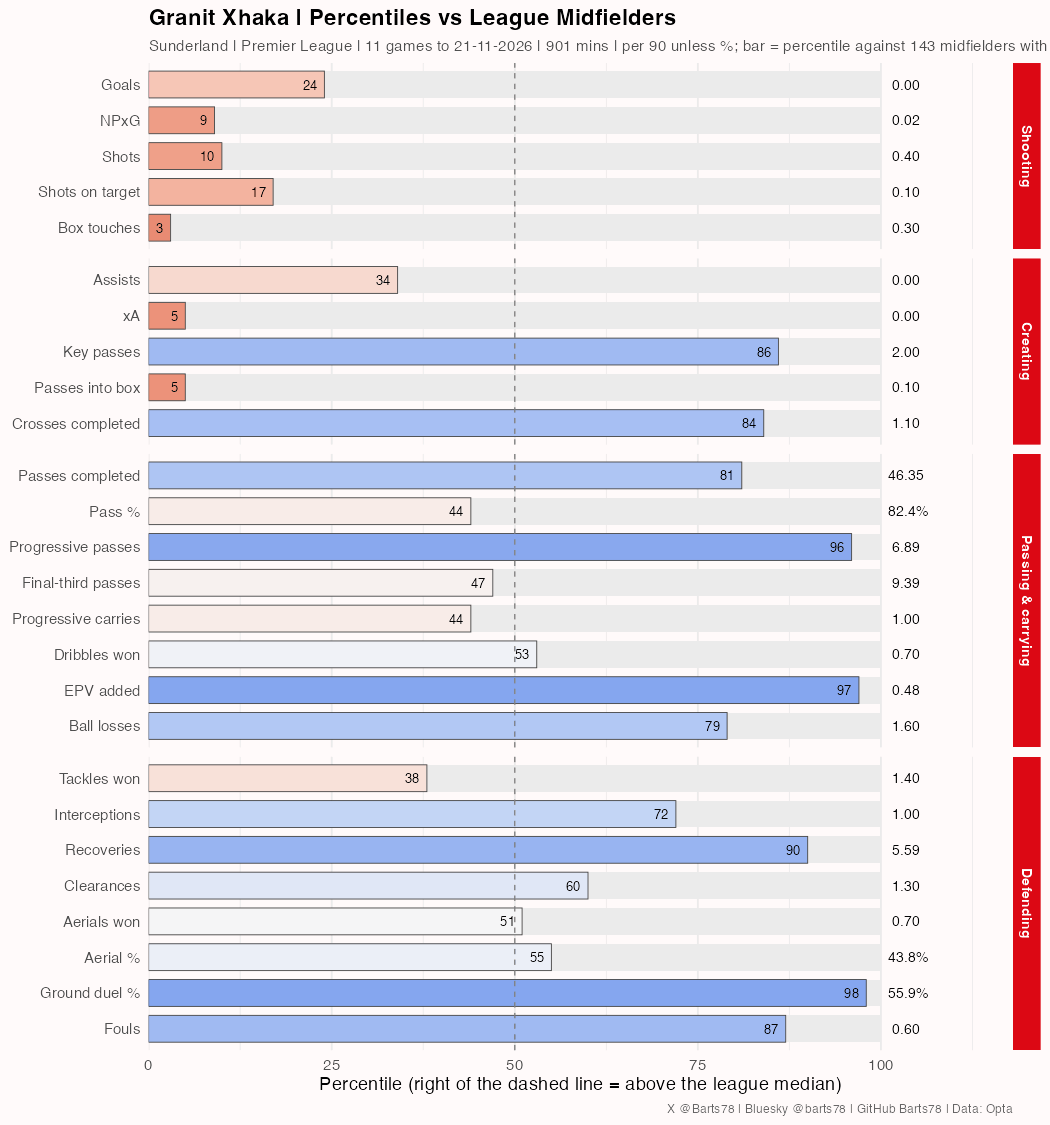 Granit Xhaka | Percentiles vs League Midfielders
Sunderland | Premier League | 11 games to 21-11-2026 | 901 mins | per 90 unless %; bar = percentile against 143 midfielders with
Goals 24 0.00
NPxG 9 0.02
Shots 10 0.40
Shots on target 17 0.10
Box touches 3 0.30
Shooting
Assists 34 0.00
xA 5 0.00
Key passes 86 2.00
Passes into box 5 0.10
Crosses completed 84 1.10
Creating
Passes completed 81 46.35
Pass % 44 82.4%
Progressive passes 96 6.89
Final-third passes 47 9.39
Progressive carries 44 1.00
Dribbles won 53 0.70
EPV added 97 0.48
Ball losses 79 1.60
Passing & carrying
Tackles won 38 1.40
Interceptions 72 1.00
Recoveries 90 5.59
Clearances 60 1.30
Aerials won 51 0.70
Aerial % 55 43.8%
Ground duel % 98 55.9%
Fouls 87 0.60
Defending
0 25 50 75 100
Percentile (right of the dashed line = above the league median)
X @Barts78 | Bluesky @barts78 | GitHub Barts78 | Data: Opta